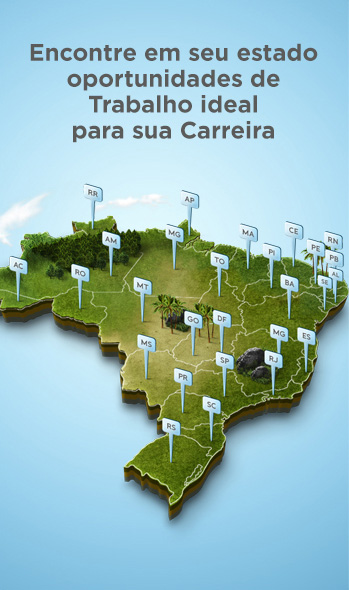 Encontre em seu estado
oportunidades de
Trabalho ideal
para sua Carreira
RR
AP
AM
MG
MA
CE
RN
PI
PE
PB
AC
RO
TO
AL
MT
BA
SE
GO
DF
MS
MG
ES
SP
RJ
PR
SC
RS